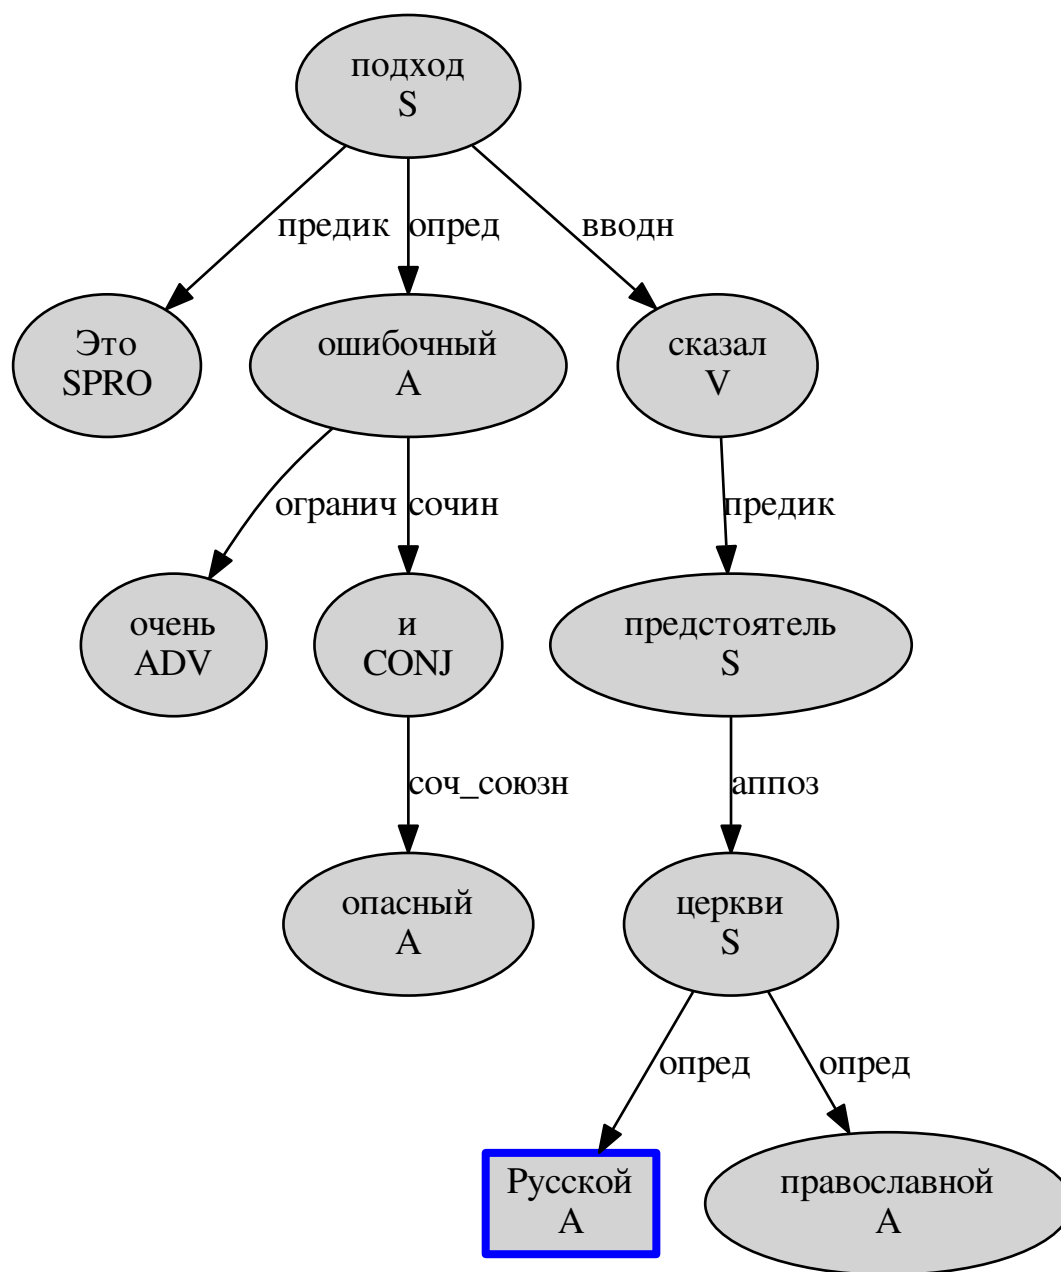 подход
S
предик
опред
вводн
Это
SPRO
ошибочный
A
сказал
V
огранич
сочин
предик
очень
ADV
и
CONJ
предстоятель
S
соч_союзн
аппоз
опасный
A
церкви
S
опред
опред
Русской
A
православной
A